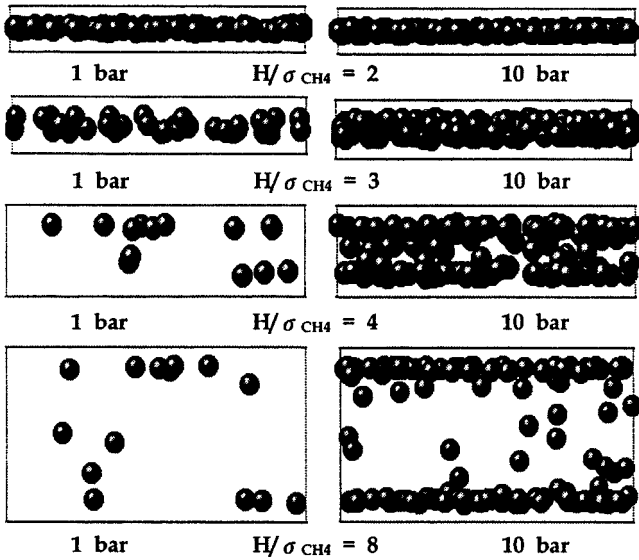 1 bar H/σ CH4 = 2 10 bar
1 bar H/σ CH4 = 3 10 bar
1 bar H/σ CH4 = 4 10 bar
1 bar H/σ CH4 = 8 10 bar